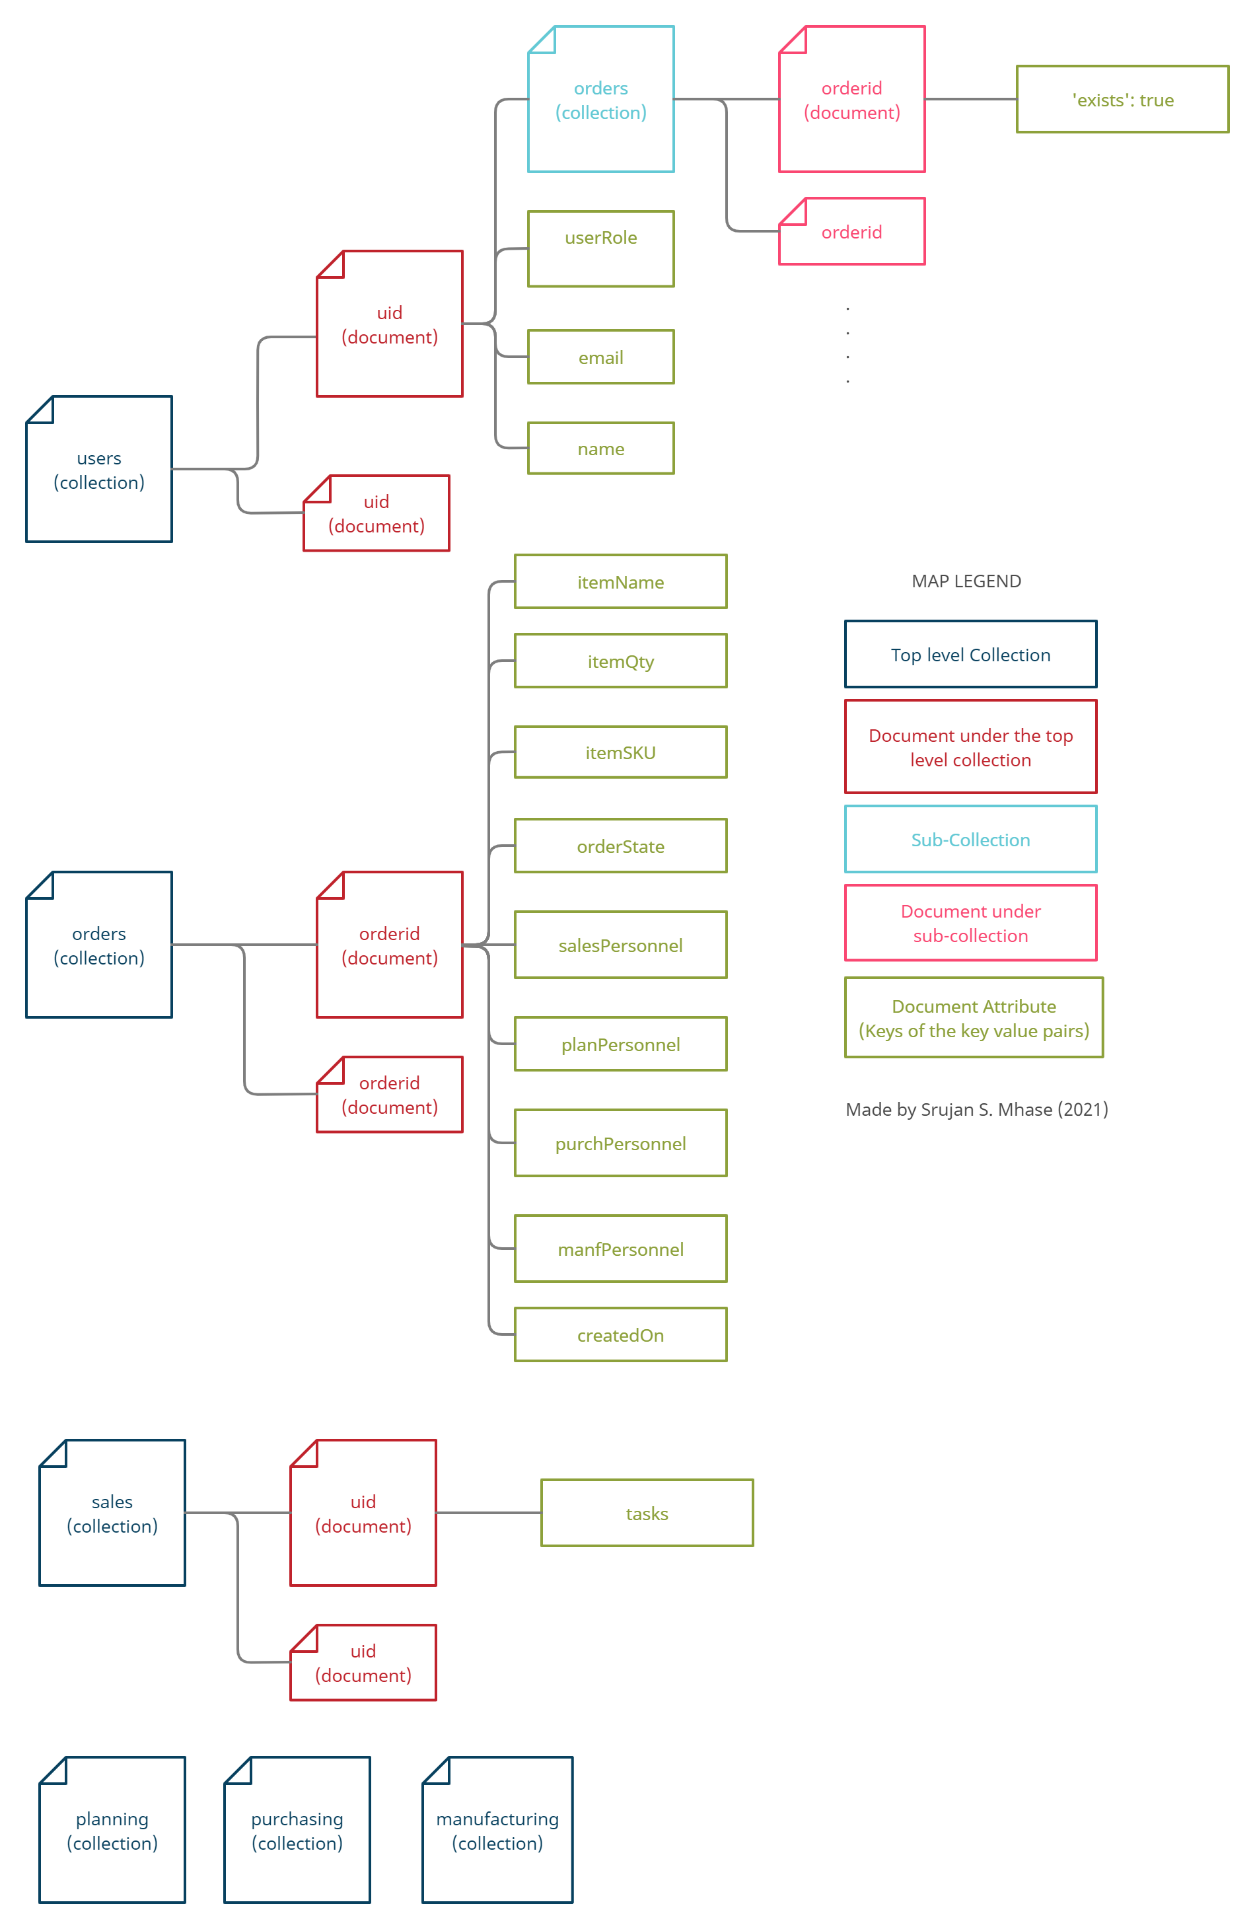 orders
(collection)
orderid
(document)
'exists': true
userRole
orderid
uid
(document)
email
name
.
.
.
.
users
(collection)
uid
(document)
itemName
itemQty
itemSKU
orderState
salesPersonnel
orders
(collection)
orderid
(document)
planPersonnel
orderid
(document)
purchPersonnel
manfPersonnel
createdOn
MAP LEGEND
Top level Collection
Document under the top
level collection
Sub-Collection
Document under
sub-collection
Document Attribute
(Keys of the key value pairs)
Made by Srujan S. Mhase (2021)
sales
(collection)
uid
(document)
tasks
uid
(document)
planning
(collection)
purchasing
(collection)
manufacturing
(collection)